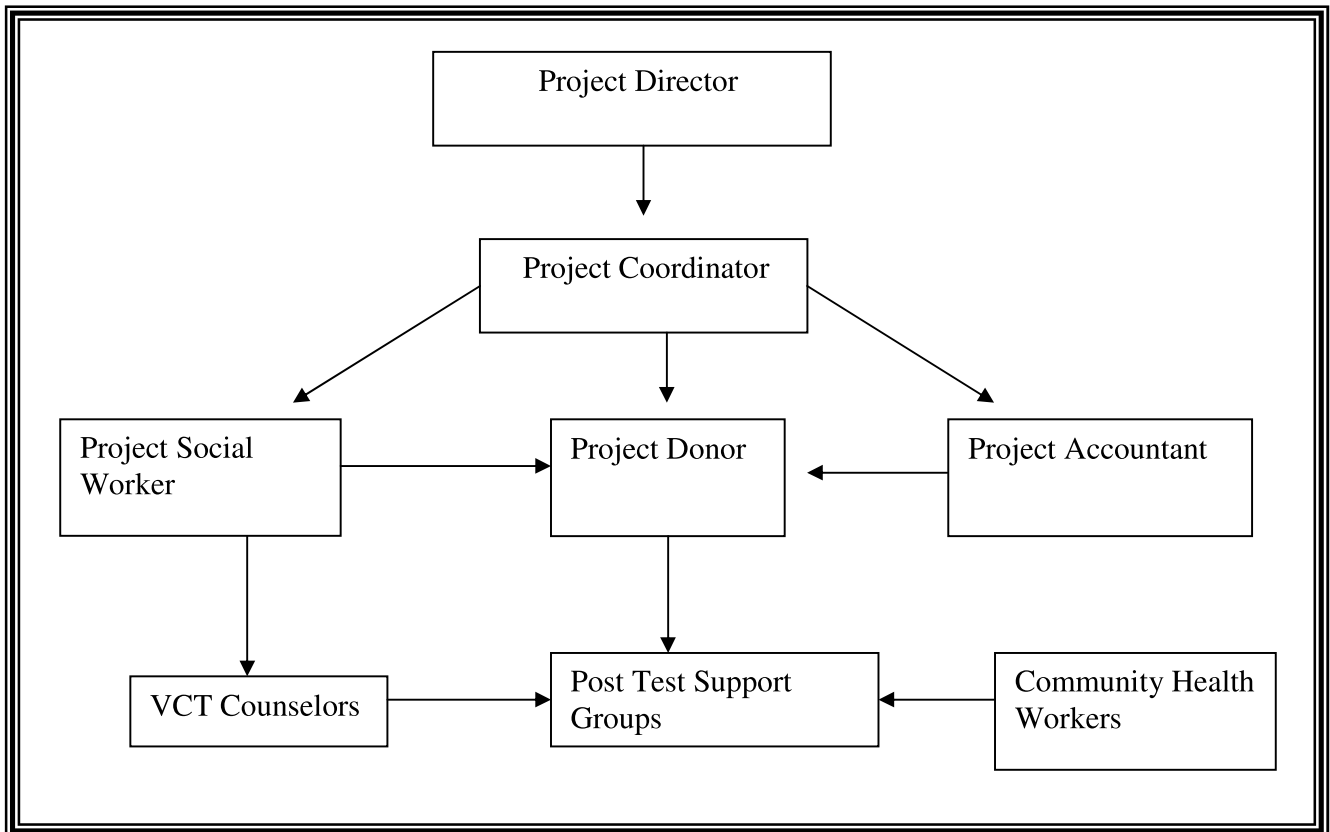 Project Director
Project Coordinator
Project Social
Worker
Project Donor
Project Accountant
VCT Counselors
Post Test Support
Groups
Community Health
Workers